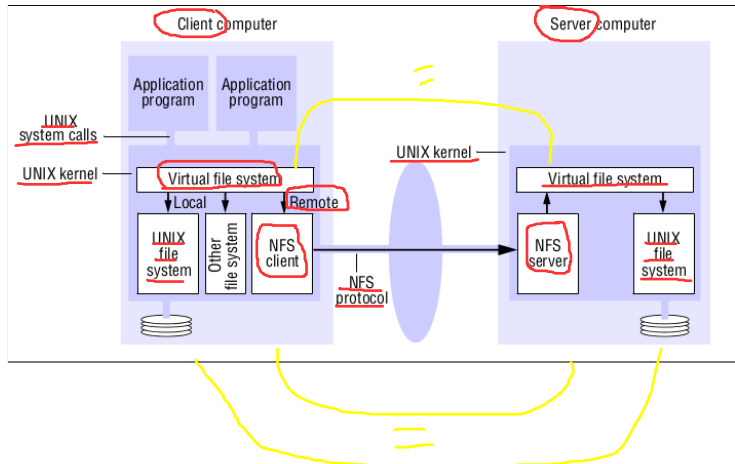 Client computer
Server computer
Application
program
Application
program
UNIX
system calls
UNIX kernel
UNIX kernel
Virtual file system
Virtual file system
Local
Remote
UNIX
file
system
Other
file system
NFS
client
NFS
protocol
NFS
server
UNIX
file
system